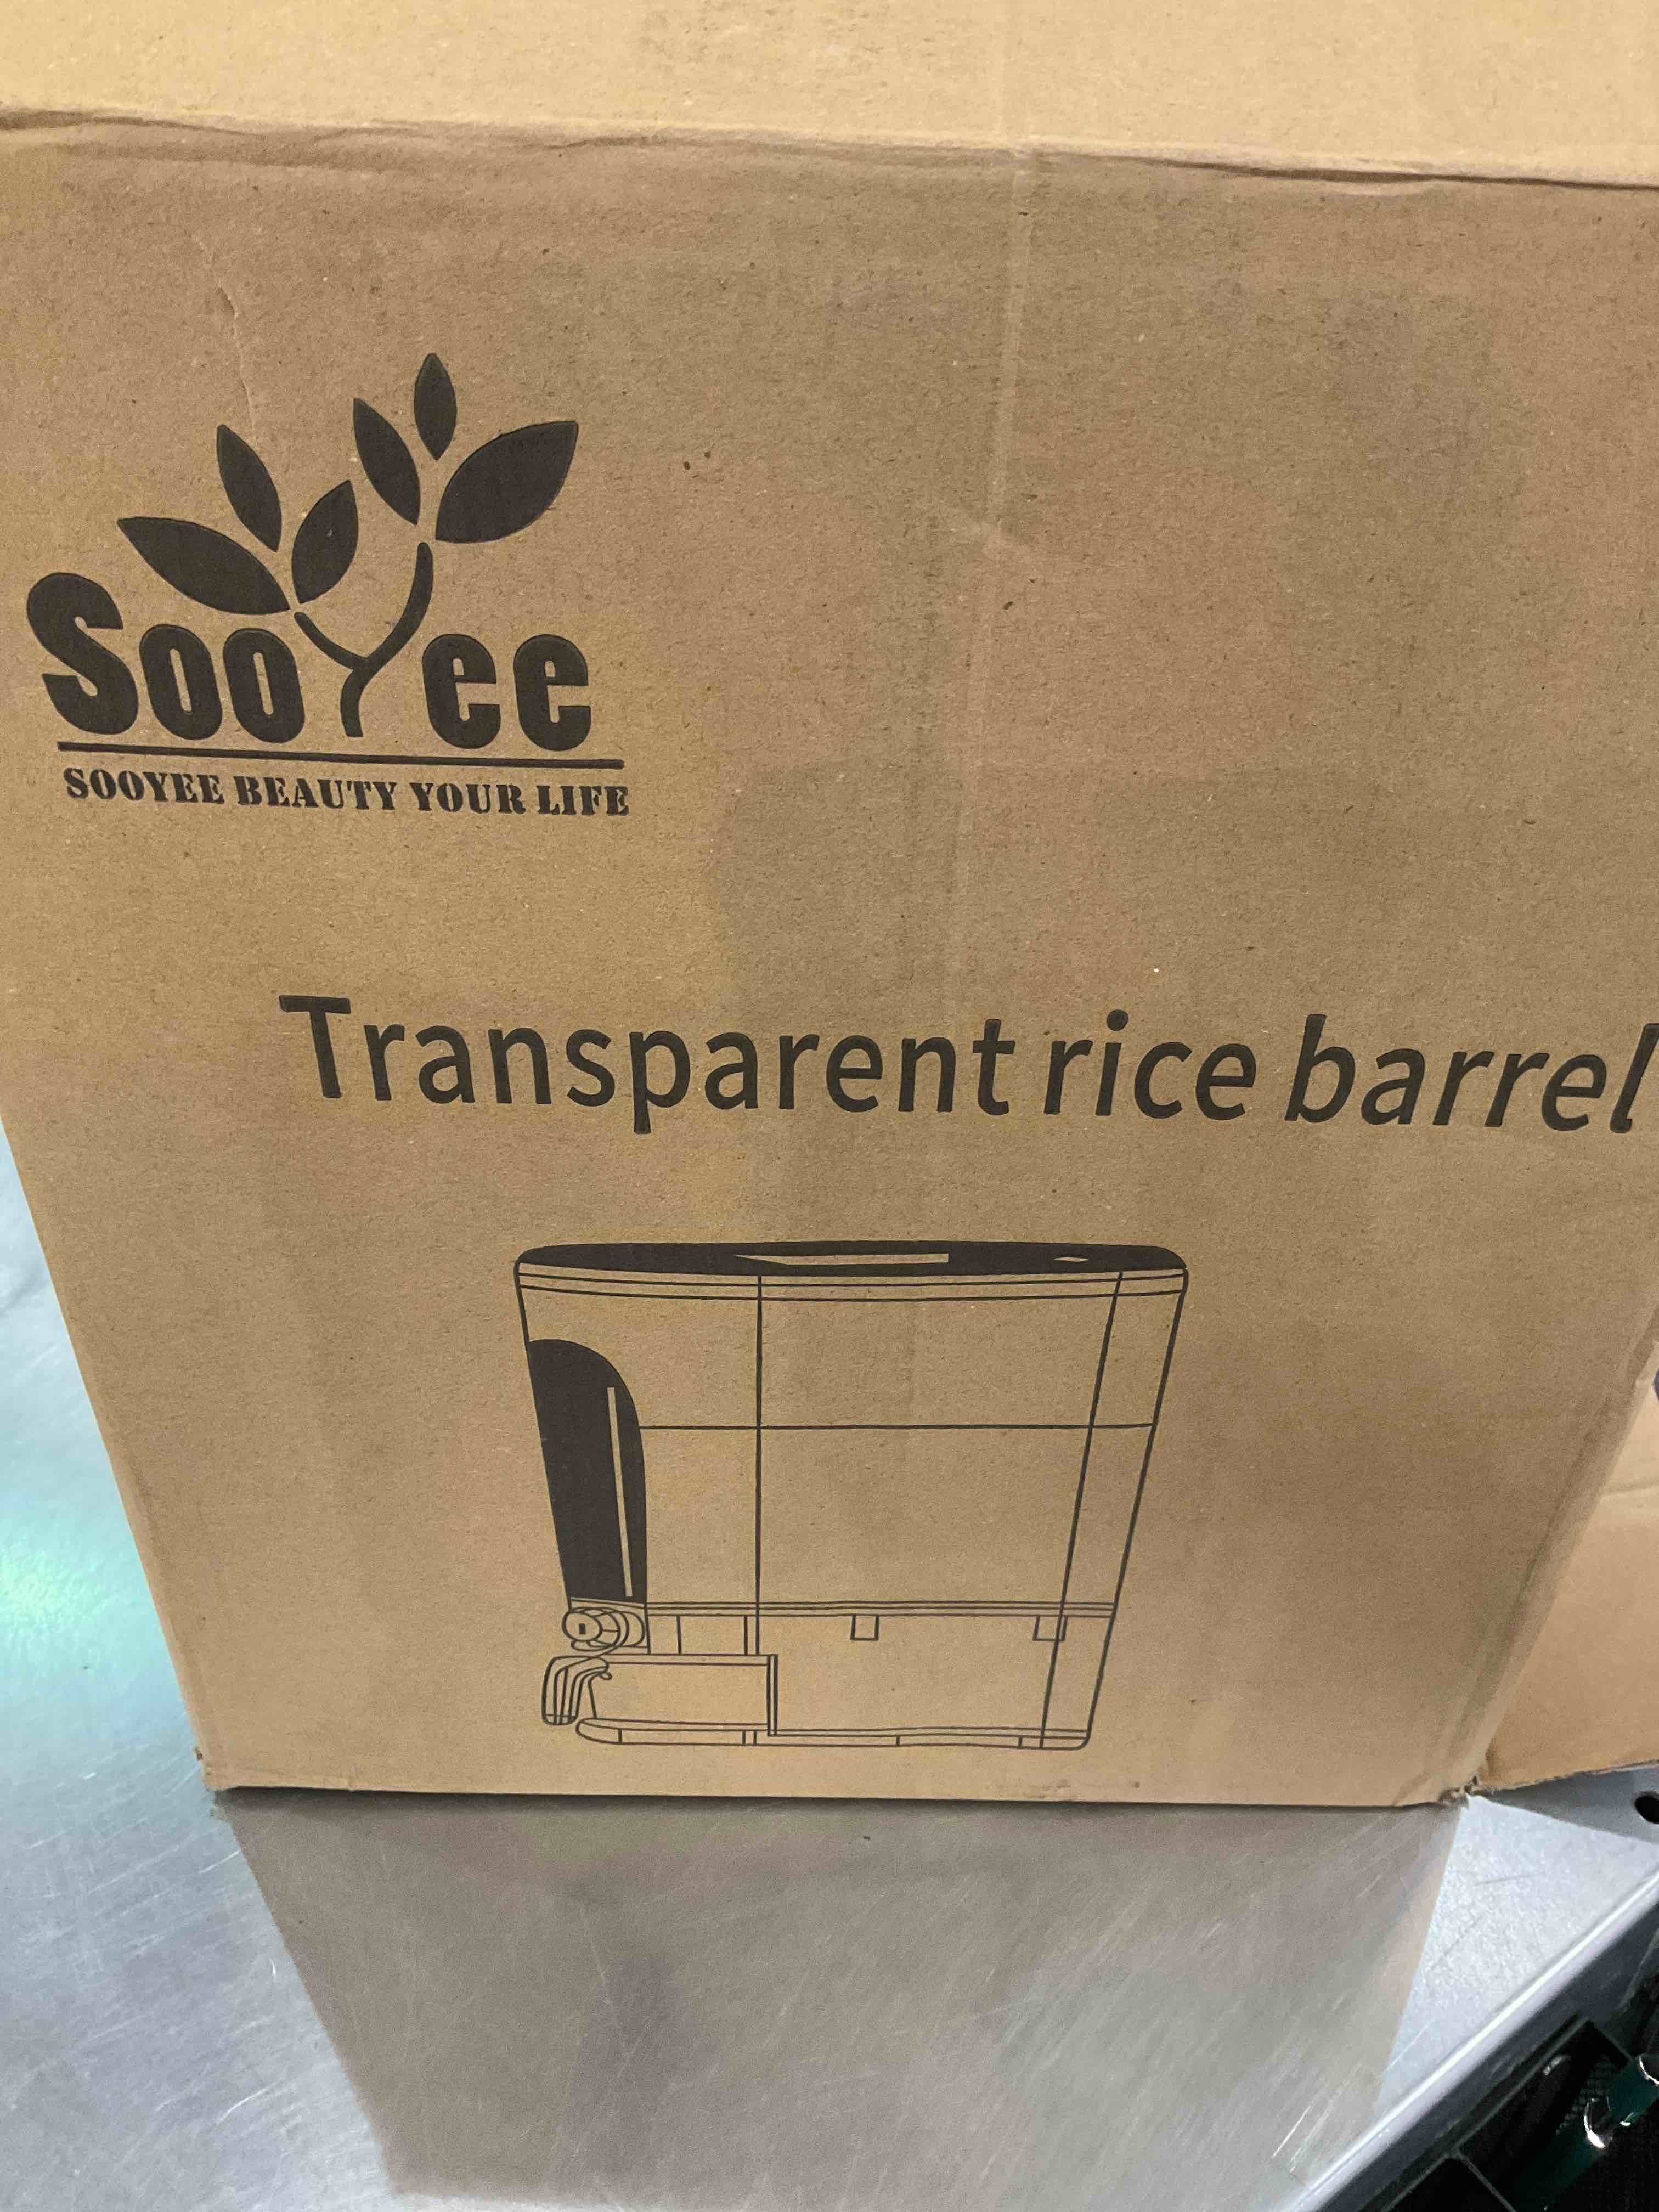 SooYee
SOOYEE BEAUTY YOUR LIFE
Transparent rice barrel